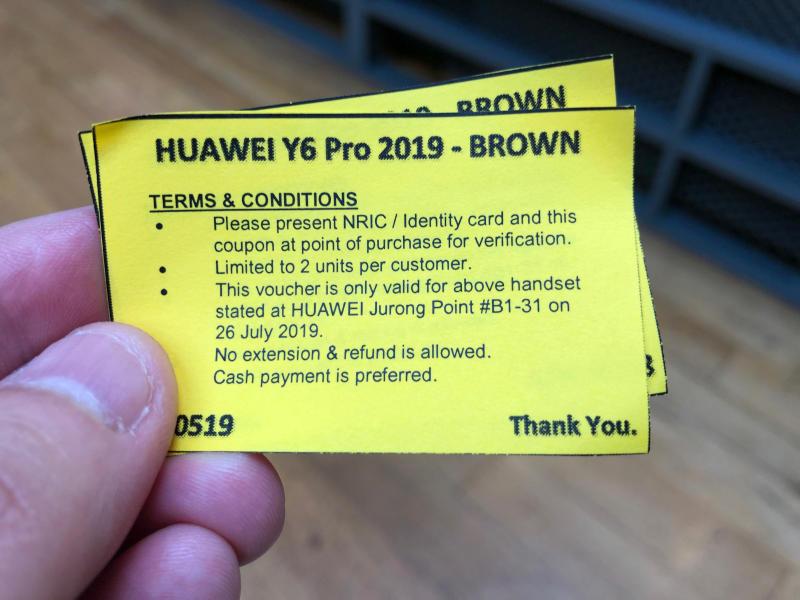 BROWN
HUAWEI Y6 Pro 2019 - BROWN
TERMS & CONDITIONS
• Please present NRIC / Identity card and this
coupon at point of purchase for verification.
• Limited to 2 units per customer.
• This voucher is only valid for above handset
stated at HUAWEI Jurong Point #B1-31 on
26 July 2019.
No extension & refund is allowed.
Cash payment is preferred.
0519 Thank You.